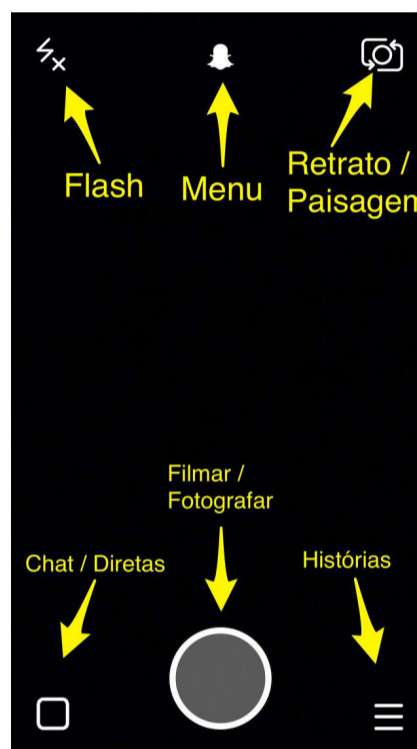 Flash
Menu
Retrato /
Paisagem
Filmar /
Fotografar
Chat / Diretas
Histórias